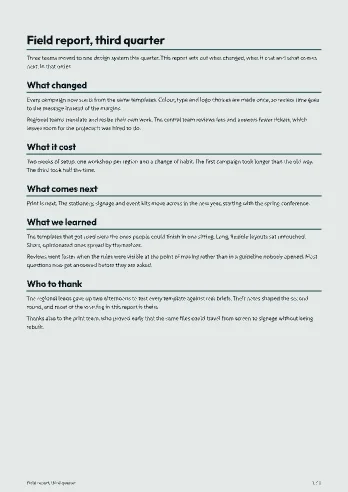 Field report, third quarter
Three teams moved to one design system this quarter. This report sets out what changed, what it cost and what comes
next, in that order.
What changed
Every campaign now starts from the same templates. Colour, type and logo choices are made once, so review time goes
to the message instead of the margins.
Regional teams translate and resize their own work. The central team reviews less and answers fewer tickets, which
leaves room for the projects it was hired to do.
What it cost
Two weeks of setup, one workshop per region and a change of habit. The first campaign took longer than the old way.
The third took half the time.
What comes next
Print is next. The stationery, signage and event kits move across in the new year, starting with the spring conference.
What we learned
The templates that got used were the ones people could finish in one sitting. Long, flexible layouts sat untouched.
Short, opinionated ones spread by themselves.
Reviews went faster when the rules were visible at the point of making rather than in a guideline nobody opened. Most
questions now get answered before they are asked.
Who to thank
The regional leads gave up two afternoons to test every template against real briefs. Their notes shaped the second
round, and most of the wording in this report is theirs.
Thanks also to the print team, who proved early that the same files could travel from screen to signage without being
rebuilt.
Field report, third quarter